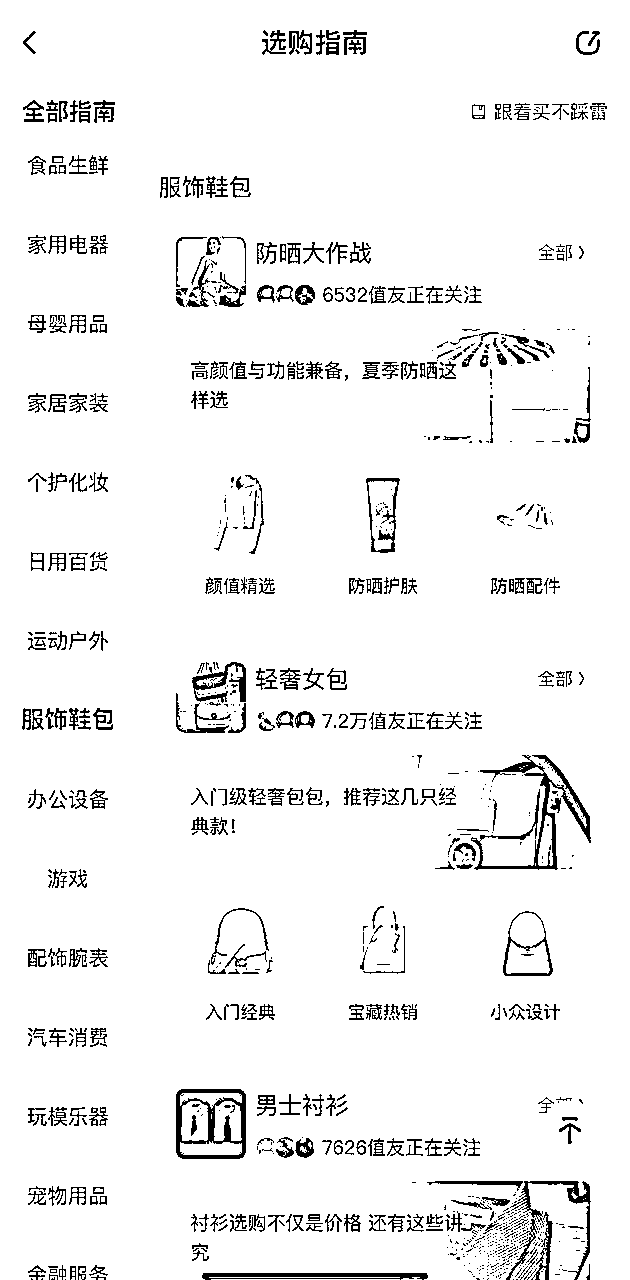 选购指南
全部指南
跟着买不踩雷
食品生鲜
家用电器
母婴用品
家居家装
个护化妆
日用百货
运动户外
服饰鞋包
办公设备
游戏
配饰腕表
汽车消费
玩模乐器
宠物用品
金融服务
服饰鞋包
防晒大作战
全部
6532值友正在关注
高颜值与功能兼备，夏季防晒这
样选
颜值精选
防晒护肤
防晒配件
轻奢女包
全部
7.2万值友正在关注
入门级轻奢包包，推荐这几只经
典款！
入门经典
宝藏热销
小众设计
男士衬衫
全
7626值友正在关注
衬衫选购不仅是价格 还有这些讲
究